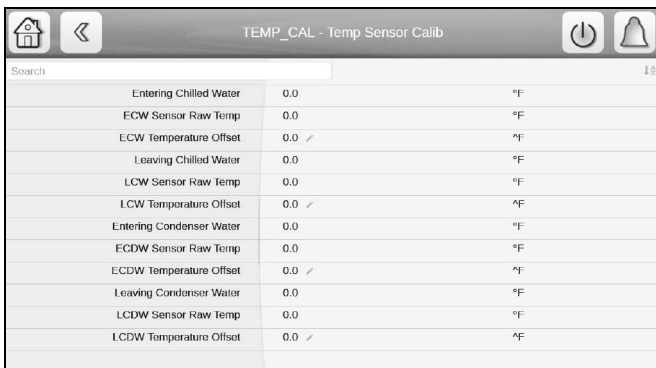 TEMP_CAL - Temp Sensor Calib
Search
Entering Chilled Water 0.0 °F
ECW Sensor Raw Temp 0.0 °F
ECW Temperature Offset 0.0 ^F
Leaving Chilled Water 0.0 °F
LCW Sensor Raw Temp 0.0 °F
LCW Temperature Offset 0.0 ^F
Entering Condenser Water 0.0 °F
ECDW Sensor Raw Temp 0.0 °F
ECDW Temperature Offset 0.0 ^F
Leaving Condenser Water 0.0 °F
LCDW Sensor Raw Temp 0.0 °F
LCDW Temperature Offset 0.0 ^F